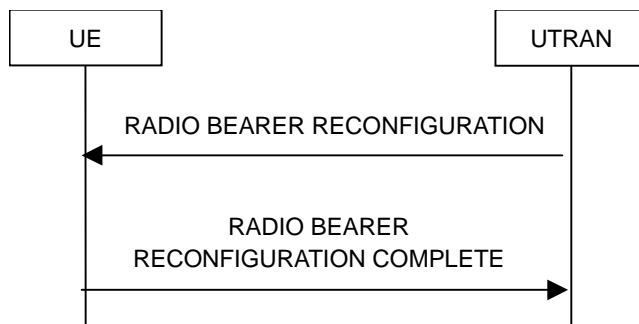 UE
UTRAN
RADIO BEARER RECONFIGURATION
RADIO BEARER
RECONFIGURATION COMPLETE